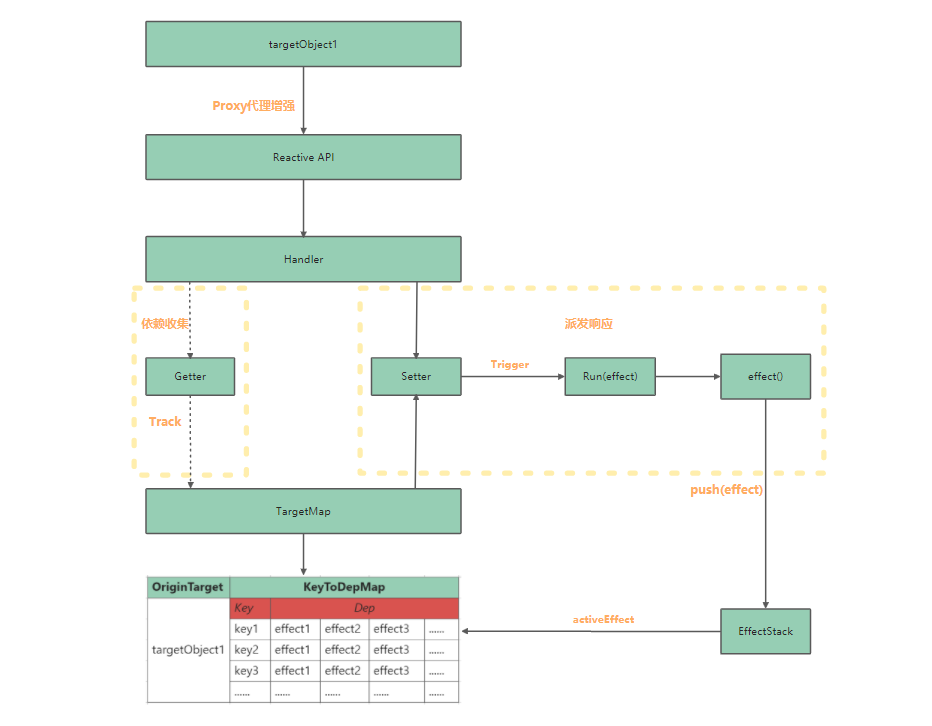 targetObject1
Proxy代理增强
Reactive API
Handler
依赖收集
派发响应
Getter
Setter
Trigger
Run(effect)
effect()
Track
push(effect)
TargetMap
OriginTarget KeyToDepMap
Key Dep
key1 effect1 effect2 effect3 ......
targetObject1 key2 effect1 effect2 effect3 ......
key3 effect1 effect2 effect3 ......
...... ...... ...... ...... ......
activeEffect
EffectStack